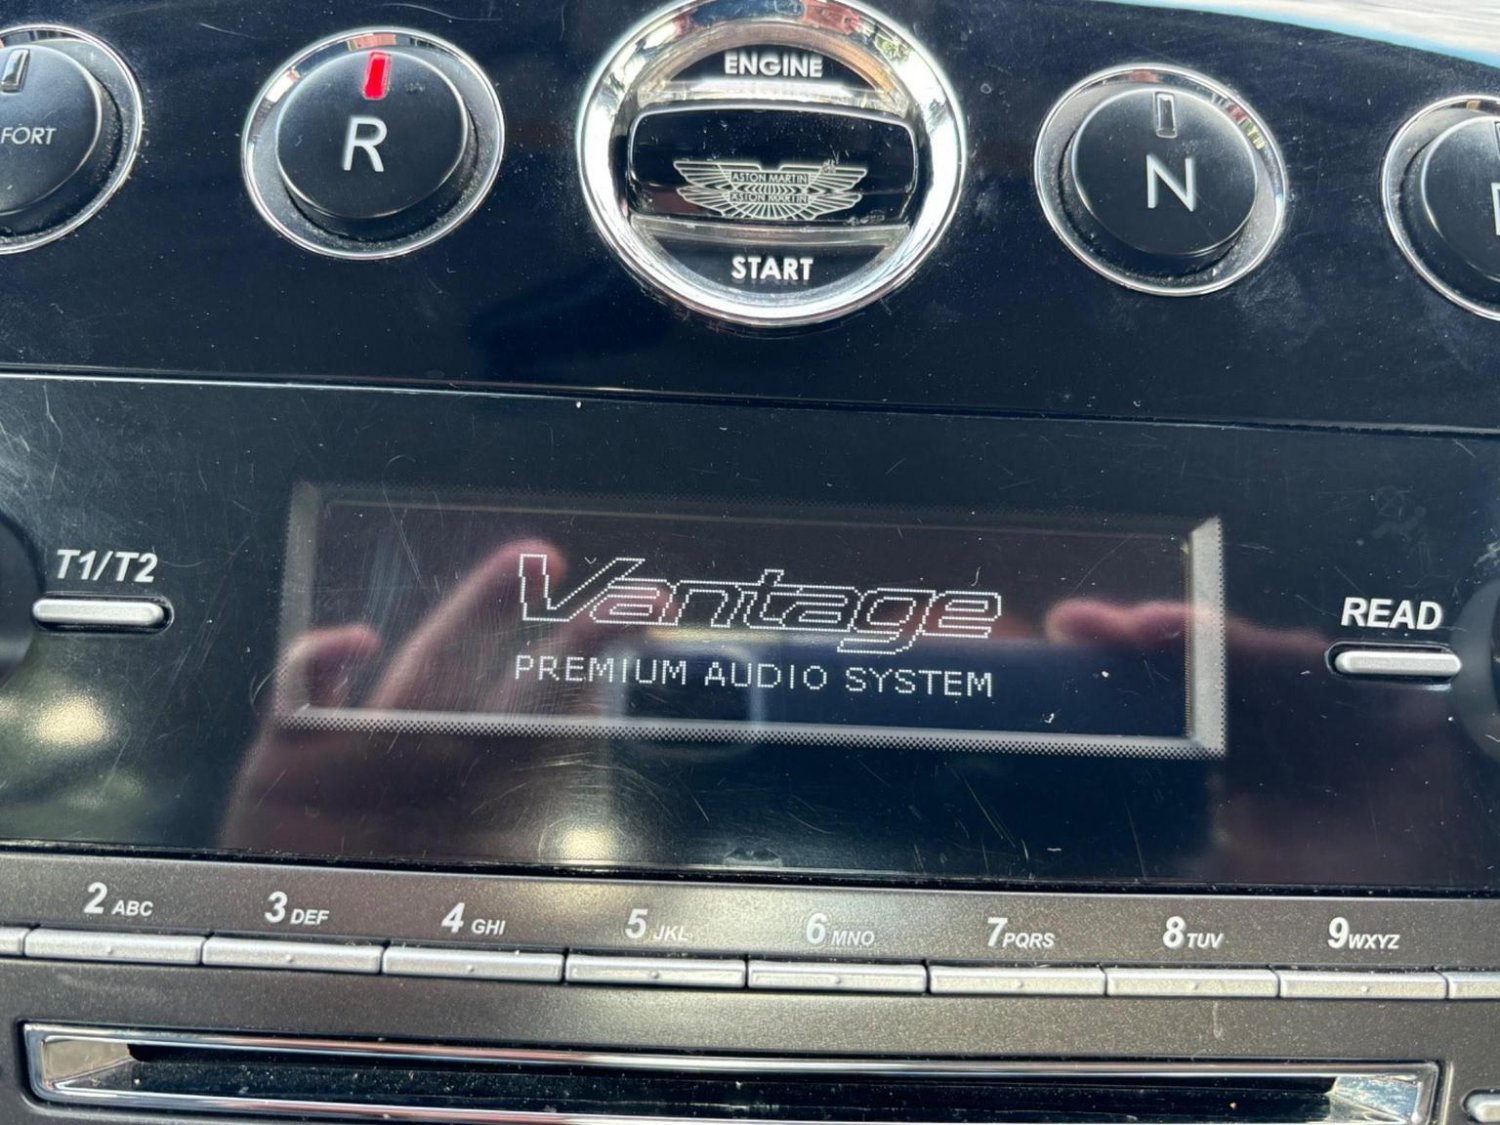 FORT
R
ENGINE
ASTON MARTIN
START
N
T1/T2
Vantage
PREMIUM AUDIO SYSTEM
READ
2 ABC
3 DEF
4 GHI
5 JKL
6 MNO
7 PQRS
8 TUV
9 WXYZ